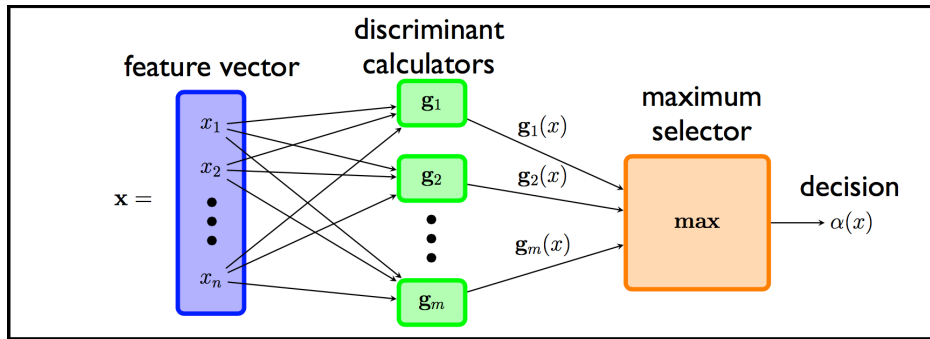 discriminant
calculators
feature vector
maximum
selector
decision
x =
x₁
x₂
xₙ
g₁
g₂
gₘ
g₁(x)
g₂(x)
gₘ(x)
max
α(x)